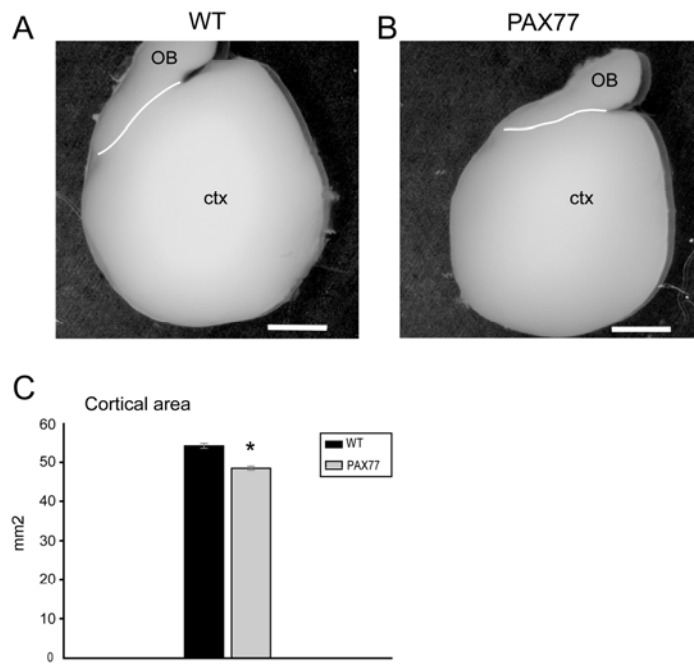 A
WT
B
PAX77
OB
ctx
OB
ctx
C
Cortical area
60
50
40
30
20
10
0
mm2
*
WT
PAX77